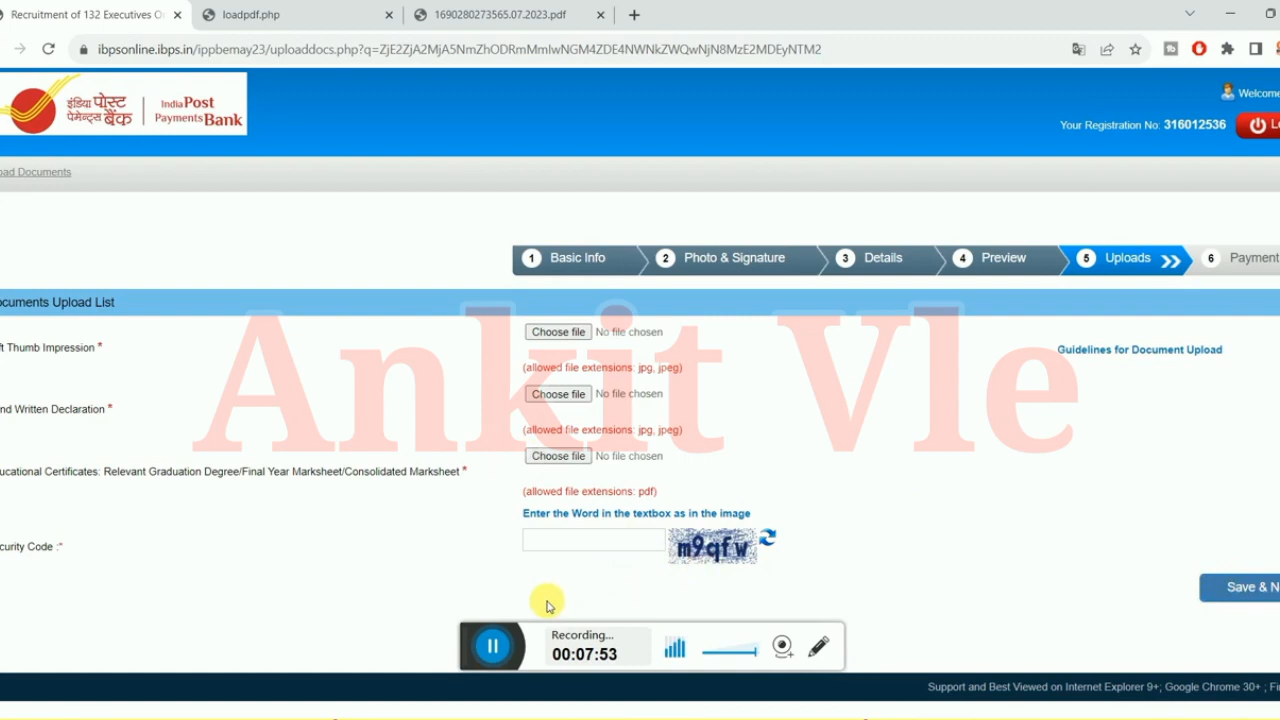 Recruitment of 132 Executives O
loadpdf.php
1690280273565.07.2023.pdf
ibpsonline.ibps.in/ippbemay23/uploaddocs.php?q=ZjE2ZjA2MjA5NmZhODRmMmIwNGM4ZDE4NWNkZWQwNjN8MzE2MDEyNTM2
इंडिया पोस्ट
पेमेन्ट्स बैंक
India Post
Payments Bank
Welcome
Your Registration No: 316012536
oad Documents
1 Basic Info
2 Photo & Signature
3 Details
4 Preview
5 Uploads
6 Payment
ocuments Upload List
Ankit Vle
ft Thumb Impression *
Choose file No file chosen
(allowed file extensions: jpg, jpeg)
Guidelines for Document Upload
nd Written Declaration *
Choose file No file chosen
(allowed file extensions: jpg, jpeg)
ucational Certificates: Relevant Graduation Degree/Final Year Marksheet/Consolidated Marksheet *
Choose file No file chosen
(allowed file extensions: pdf)
Enter the Word in the textbox as in the image
curity Code :*
m9qfw
Save & N
Recording...
00:07:53
Support and Best Viewed on Internet Explorer 9+; Google Chrome 30+ ; Fi